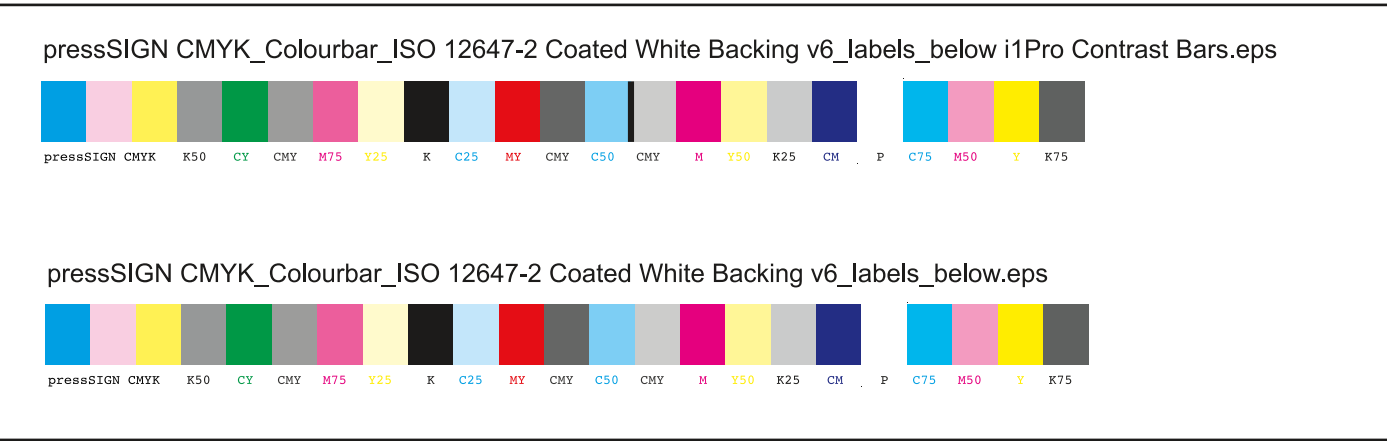 pressSIGN CMYK_Colourbar_ISO 12647-2 Coated White Backing v6_labels_below i1Pro Contrast Bars.eps
pressSIGN CMYK K50 CY CMY M75 Y25 K C25 MY CMY C50 CMY M Y50 K25 CM P C75 M50 Y K75
pressSIGN CMYK_Colourbar_ISO 12647-2 Coated White Backing v6_labels_below.eps
pressSIGN CMYK K50 CY CMY M75 Y25 K C25 MY CMY C50 CMY M Y50 K25 CM P C75 M50 Y K75